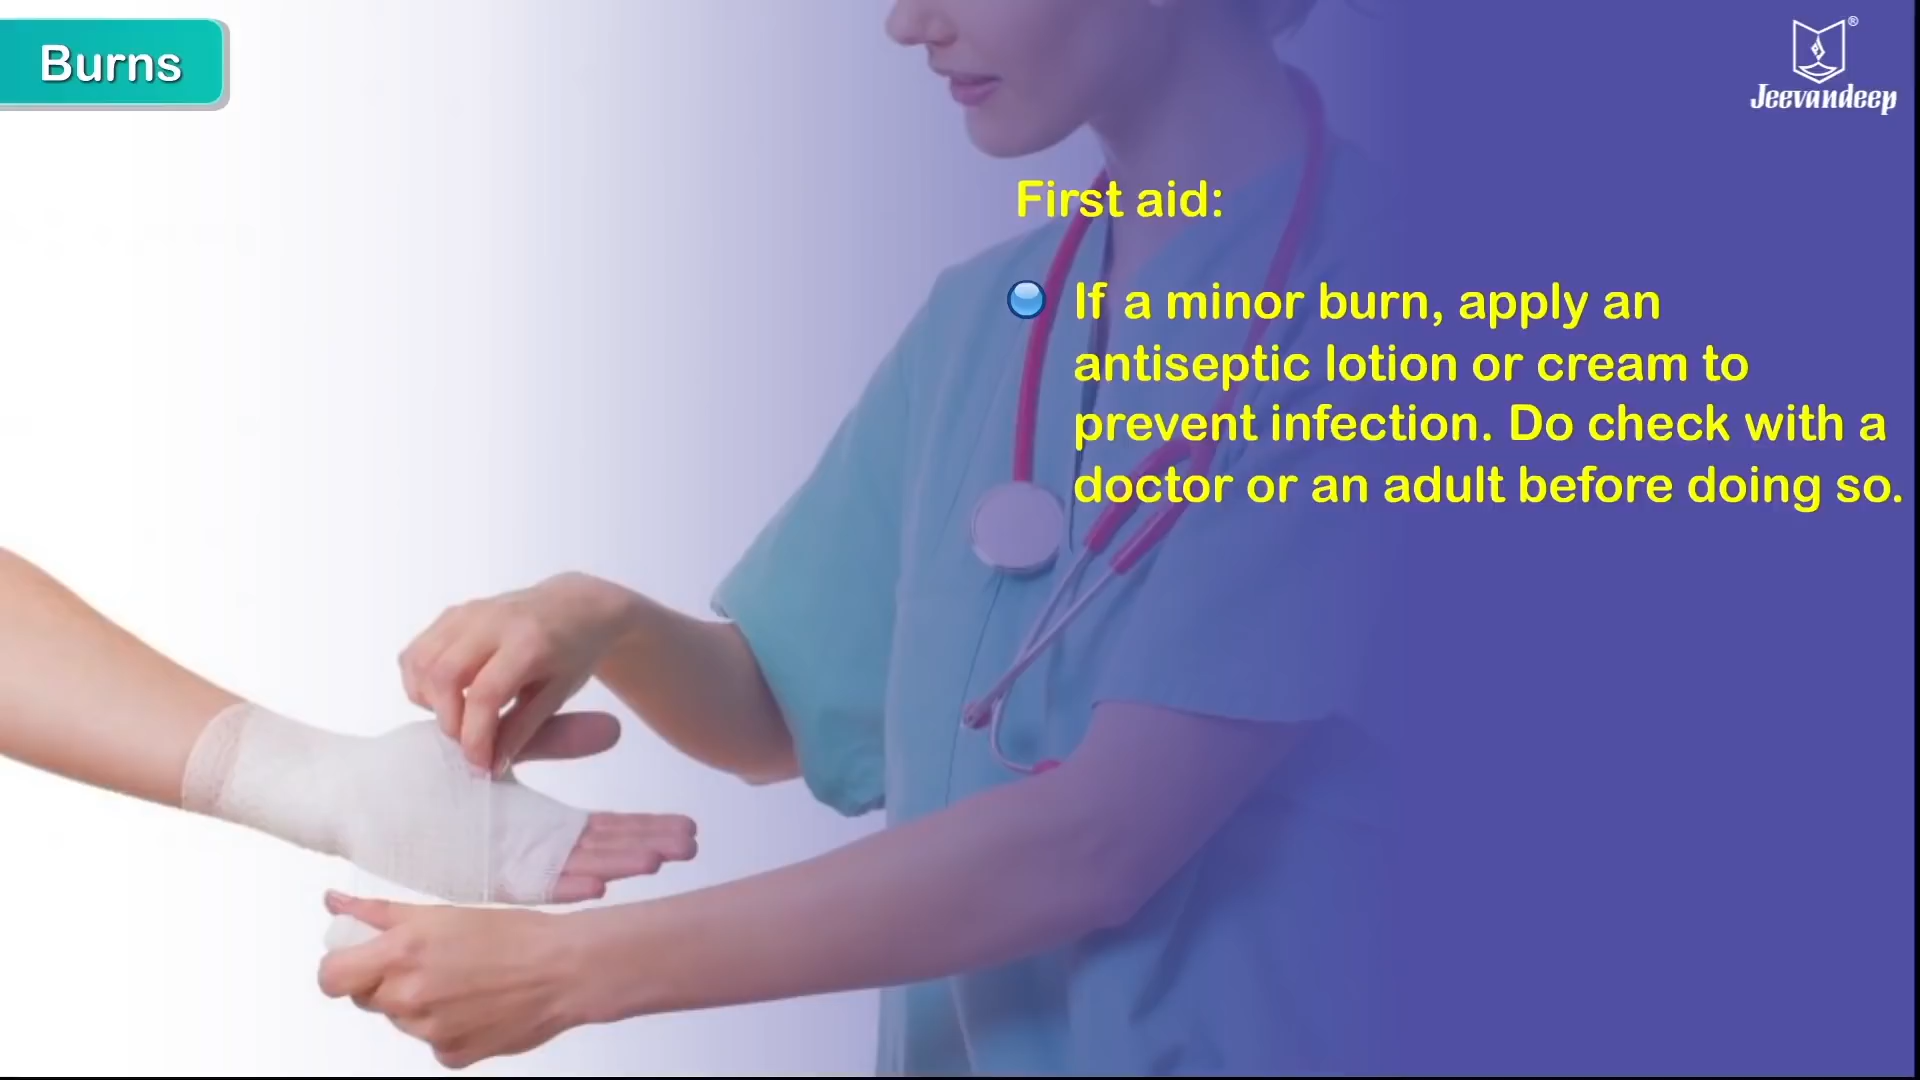 Burns
®
Jeevandeep
First aid:
If a minor burn, apply an
antiseptic lotion or cream to
prevent infection. Do check with a
doctor or an adult before doing so.